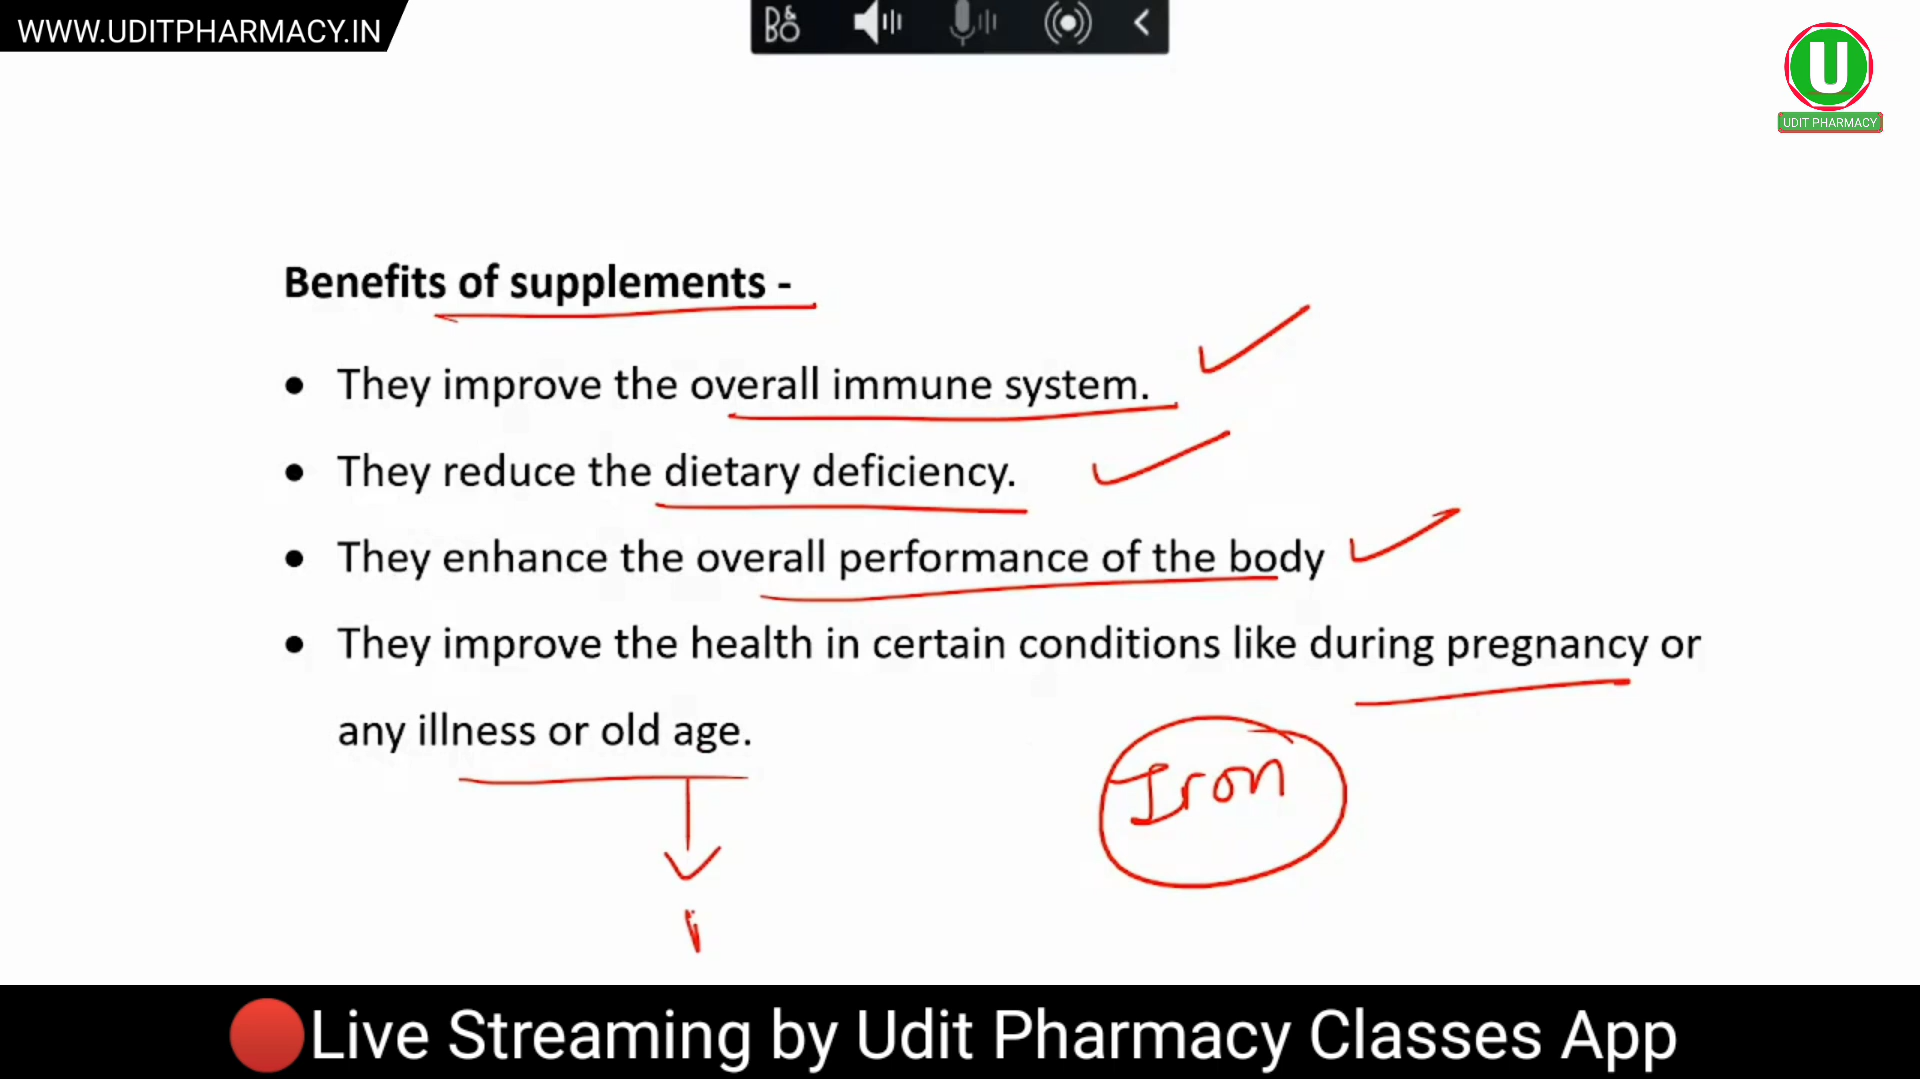 WWW.UDITPHARMACY.IN
B&O
U
UDIT PHARMACY
Benefits of supplements -
• They improve the overall immune system.
• They reduce the dietary deficiency.
• They enhance the overall performance of the body
• They improve the health in certain conditions like during pregnancy or
any illness or old age.
Iron
Live Streaming by Udit Pharmacy Classes App